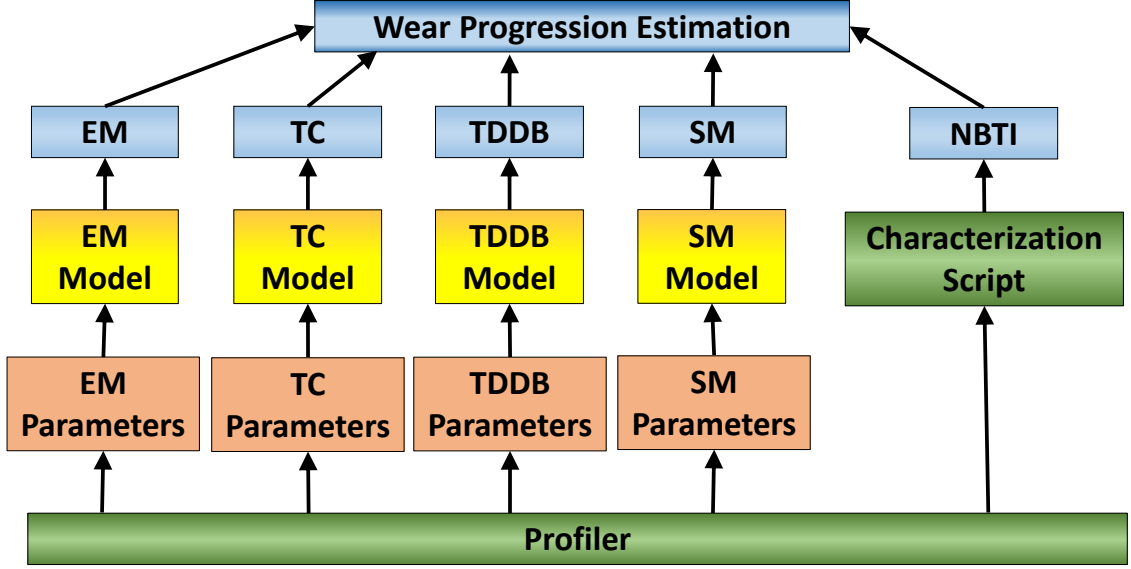 Wear Progression Estimation
EM
TC
TDDB
SM
NBTI
EM
Model
TC
Model
TDDB
Model
SM
Model
Characterization
Script
EM
Parameters
TC
Parameters
TDDB
Parameters
SM
Parameters
Profiler